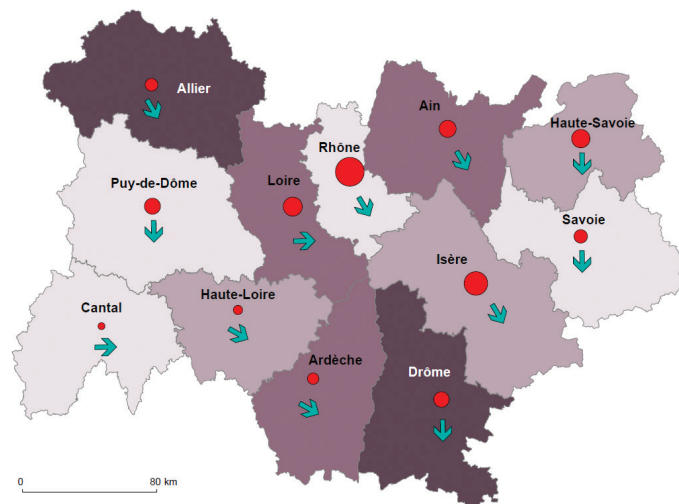 Allier
Ain
Haute-Savoie
Rhône
Puy-de-Dôme
Loire
Savoie
Isère
Haute-Loire
Cantal
Ardèche
Drôme
0 80 km